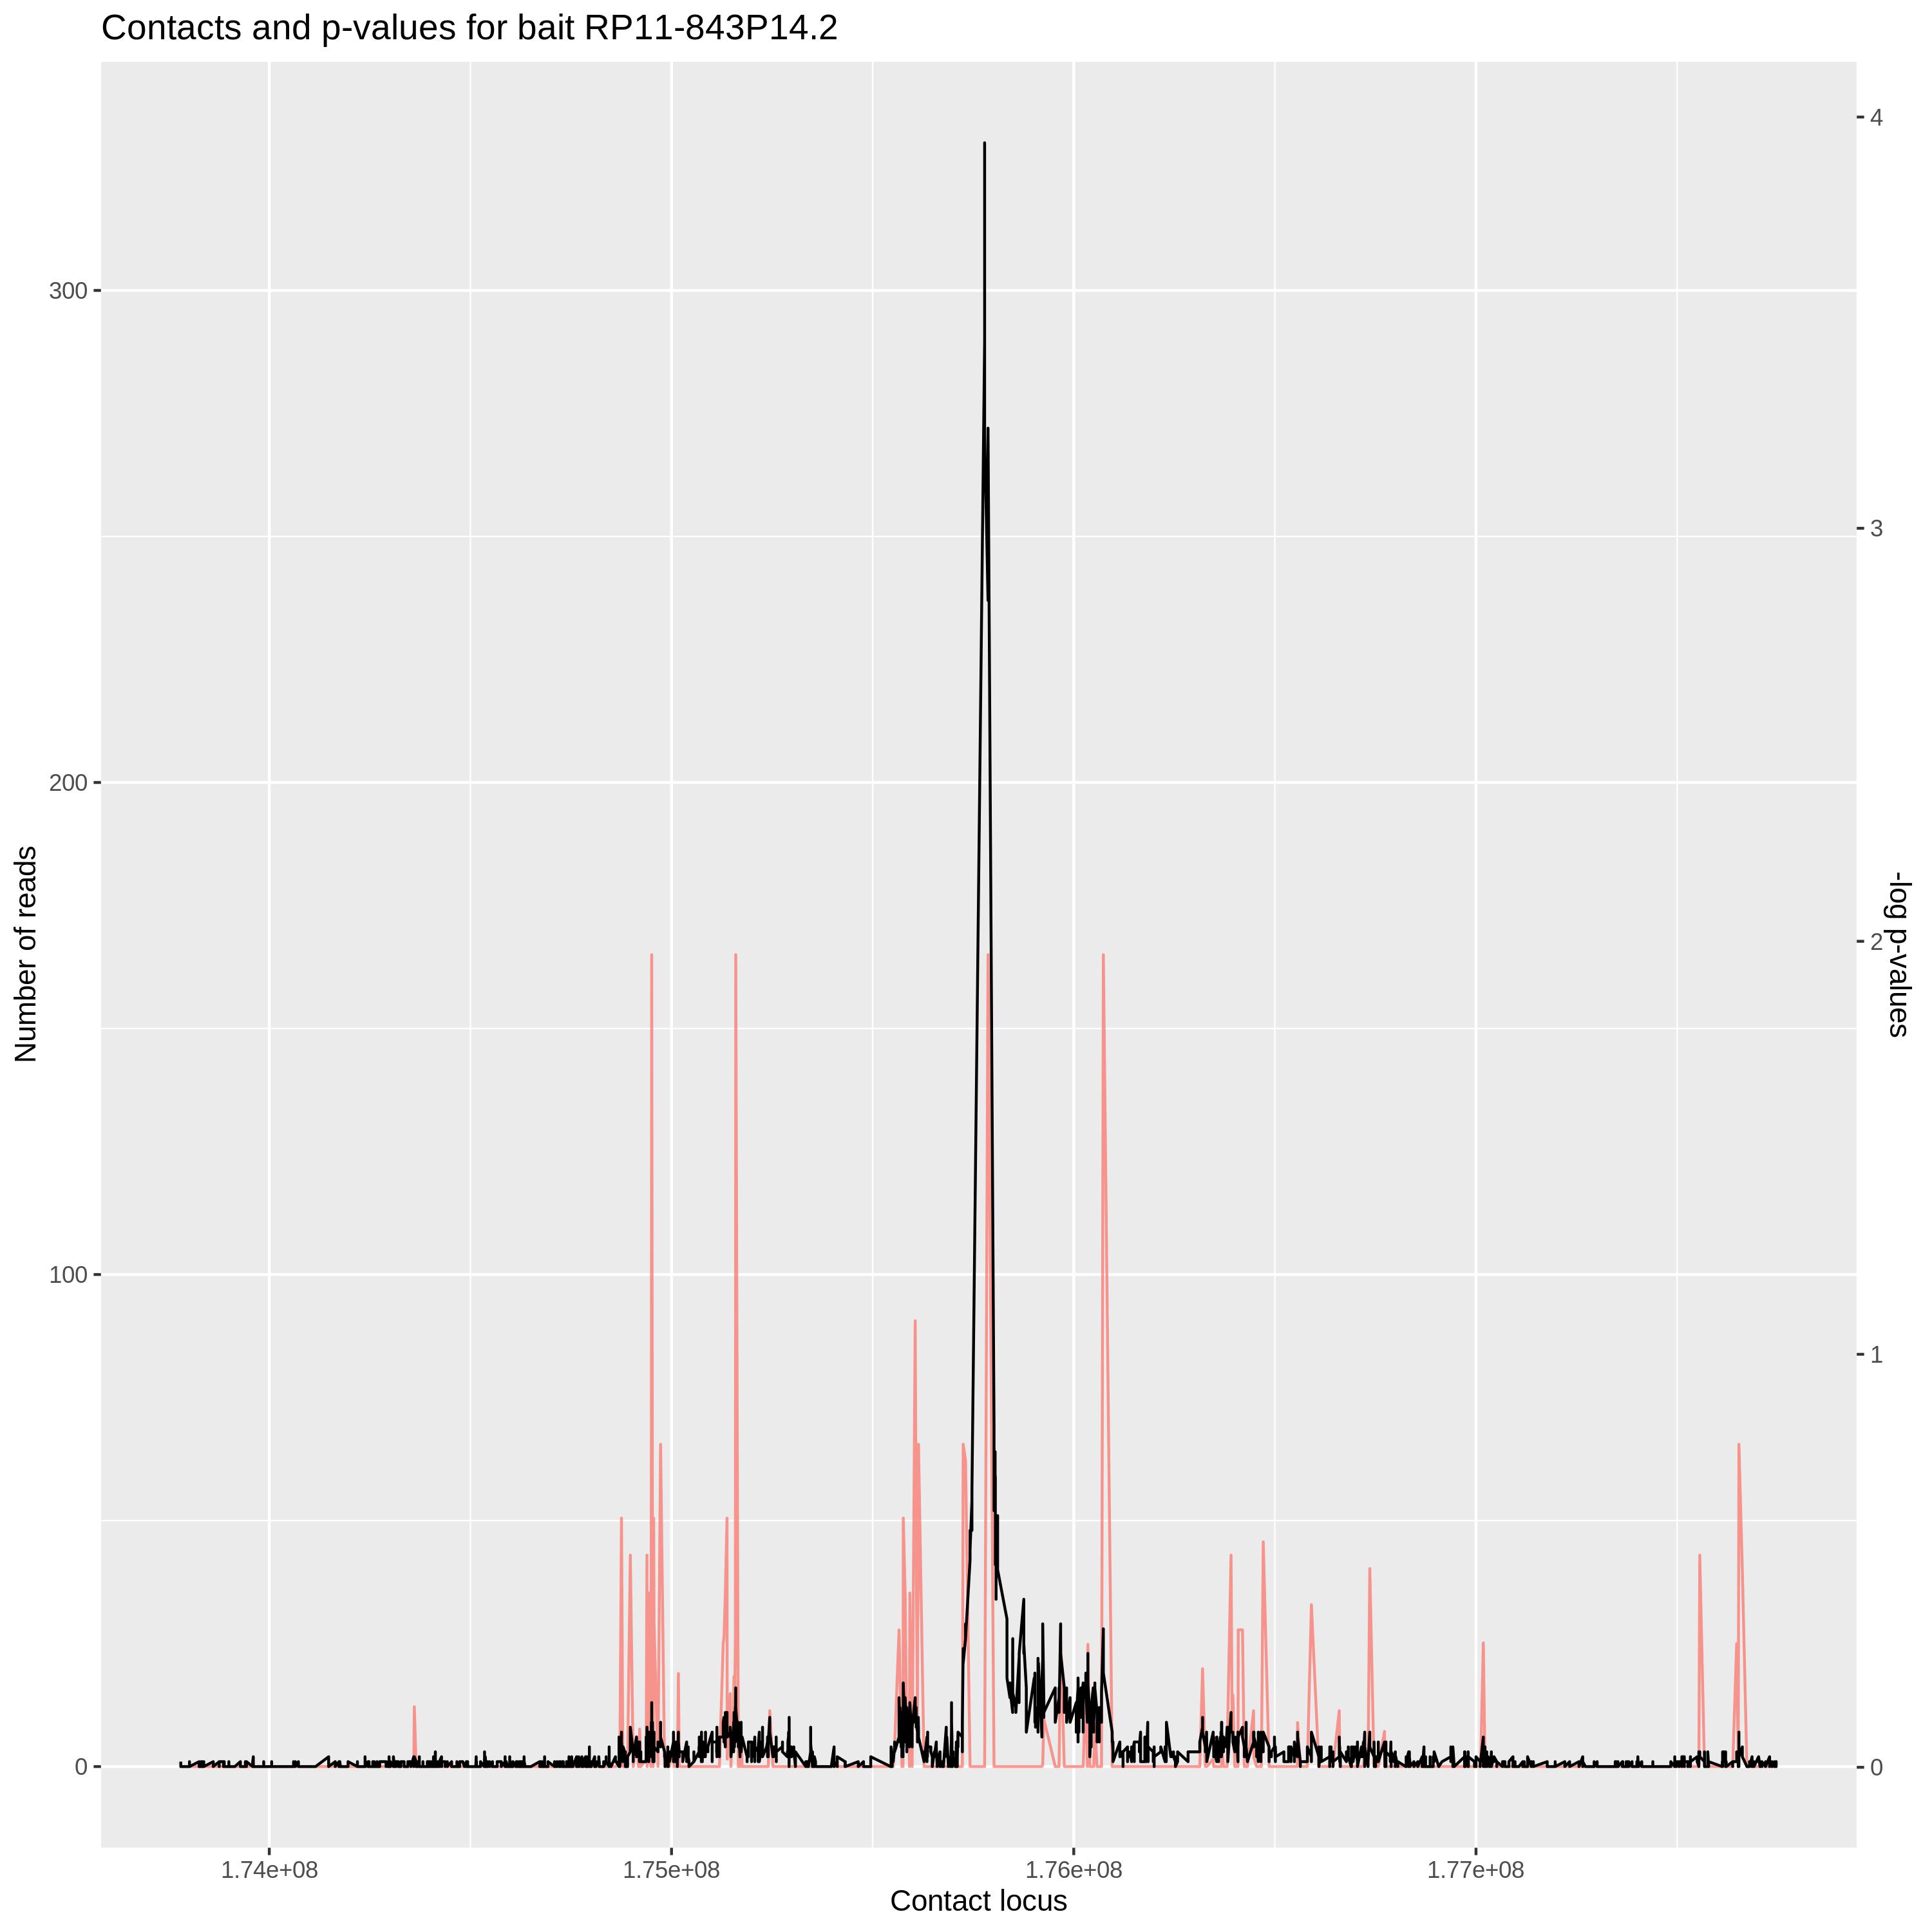 Contacts and p-values for bait RP11-843P14.2
300
200
100
0
Number of reads
4
3
2
1
0
-log p-values
1.74e+08
1.75e+08
1.76e+08
1.77e+08
Contact locus